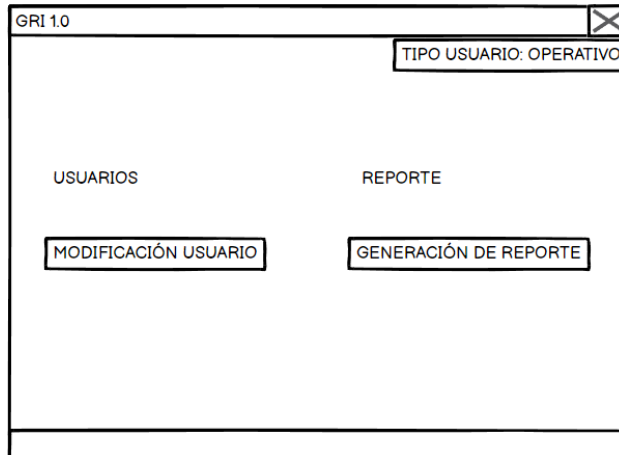 GRI 1.0
TIPO USUARIO: OPERATIVO
USUARIOS
REPORTE
MODIFICACIÓN USUARIO
GENERACIÓN DE REPORTE